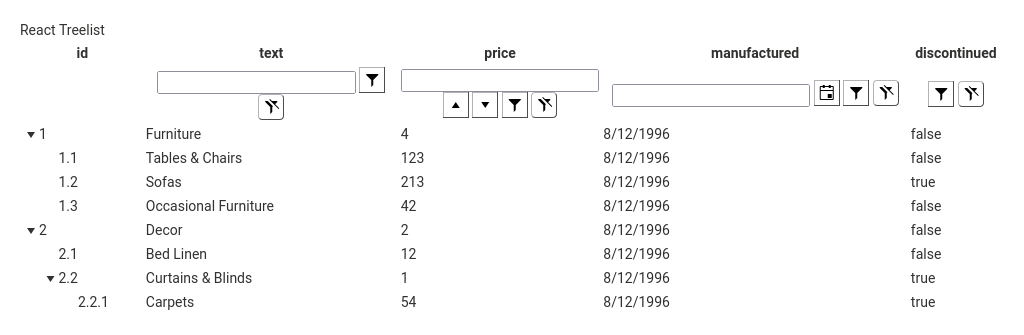 React Treelist
id text price manufactured discontinued
1 Furniture 4 8/12/1996 false
1.1 Tables & Chairs 123 8/12/1996 false
1.2 Sofas 213 8/12/1996 true
1.3 Occasional Furniture 42 8/12/1996 false
2 Decor 2 8/12/1996 false
2.1 Bed Linen 12 8/12/1996 false
2.2 Curtains & Blinds 1 8/12/1996 true
2.2.1 Carpets 54 8/12/1996 true